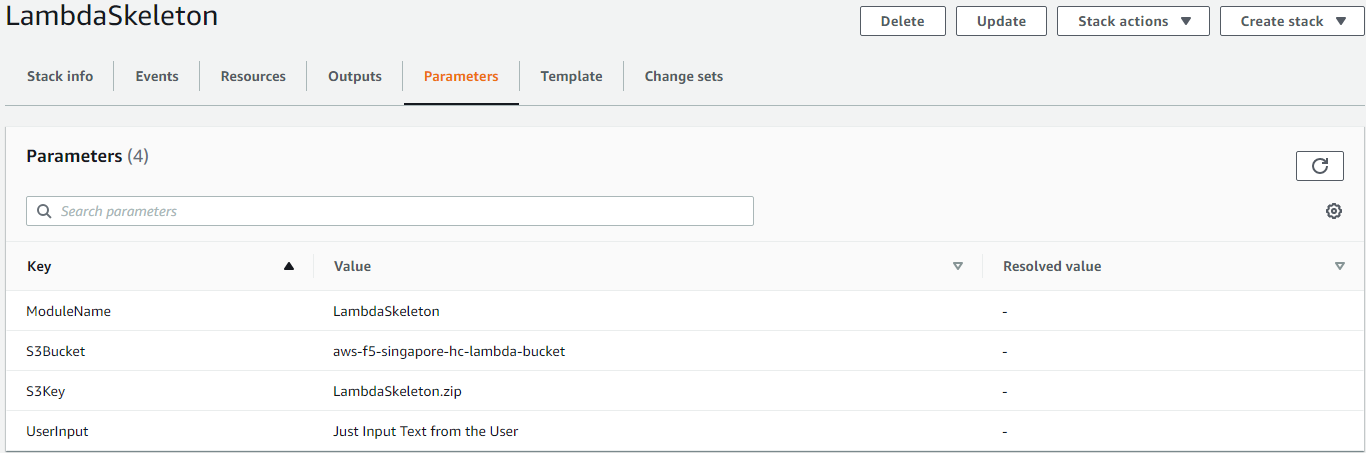 LambdaSkeleton
Delete
Update
Stack actions
Create stack
Stack info
Events
Resources
Outputs
Parameters
Template
Change sets
Parameters (4)
Search parameters
Key Value Resolved value
ModuleName LambdaSkeleton -
S3Bucket aws-f5-singapore-hc-lambda-bucket -
S3Key LambdaSkeleton.zip -
UserInput Just Input Text from the User -